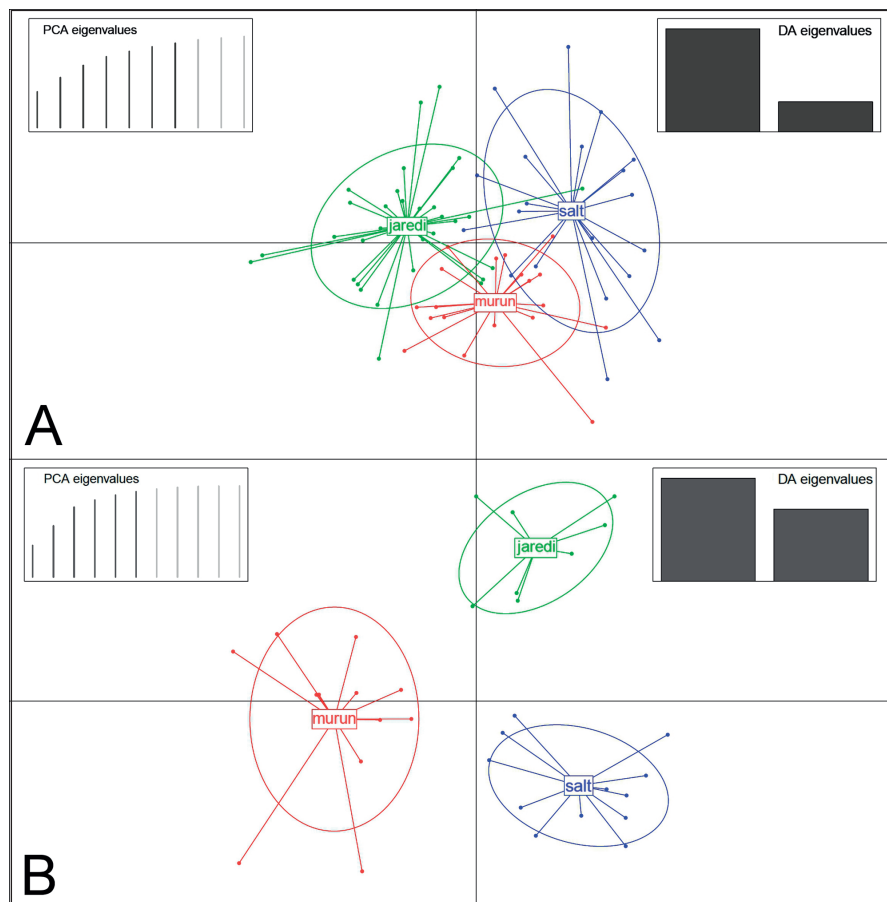 PCA eigenvalues
DA eigenvalues
jaredi
salt
murun
A
PCA eigenvalues
DA eigenvalues
jaredi
murun
salt
B